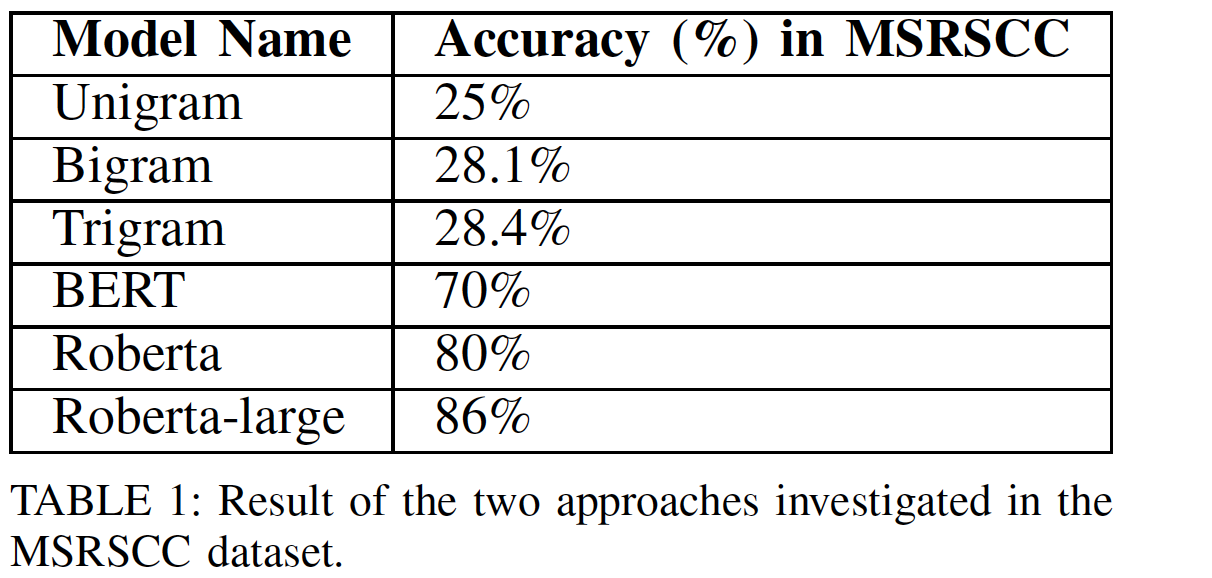 Model Name Accuracy (%) in MSRSCC
Unigram 25%
Bigram 28.1%
Trigram 28.4%
BERT 70%
Roberta 80%
Roberta-large 86%
TABLE 1: Result of the two approaches investigated in the
MSRSCC dataset.